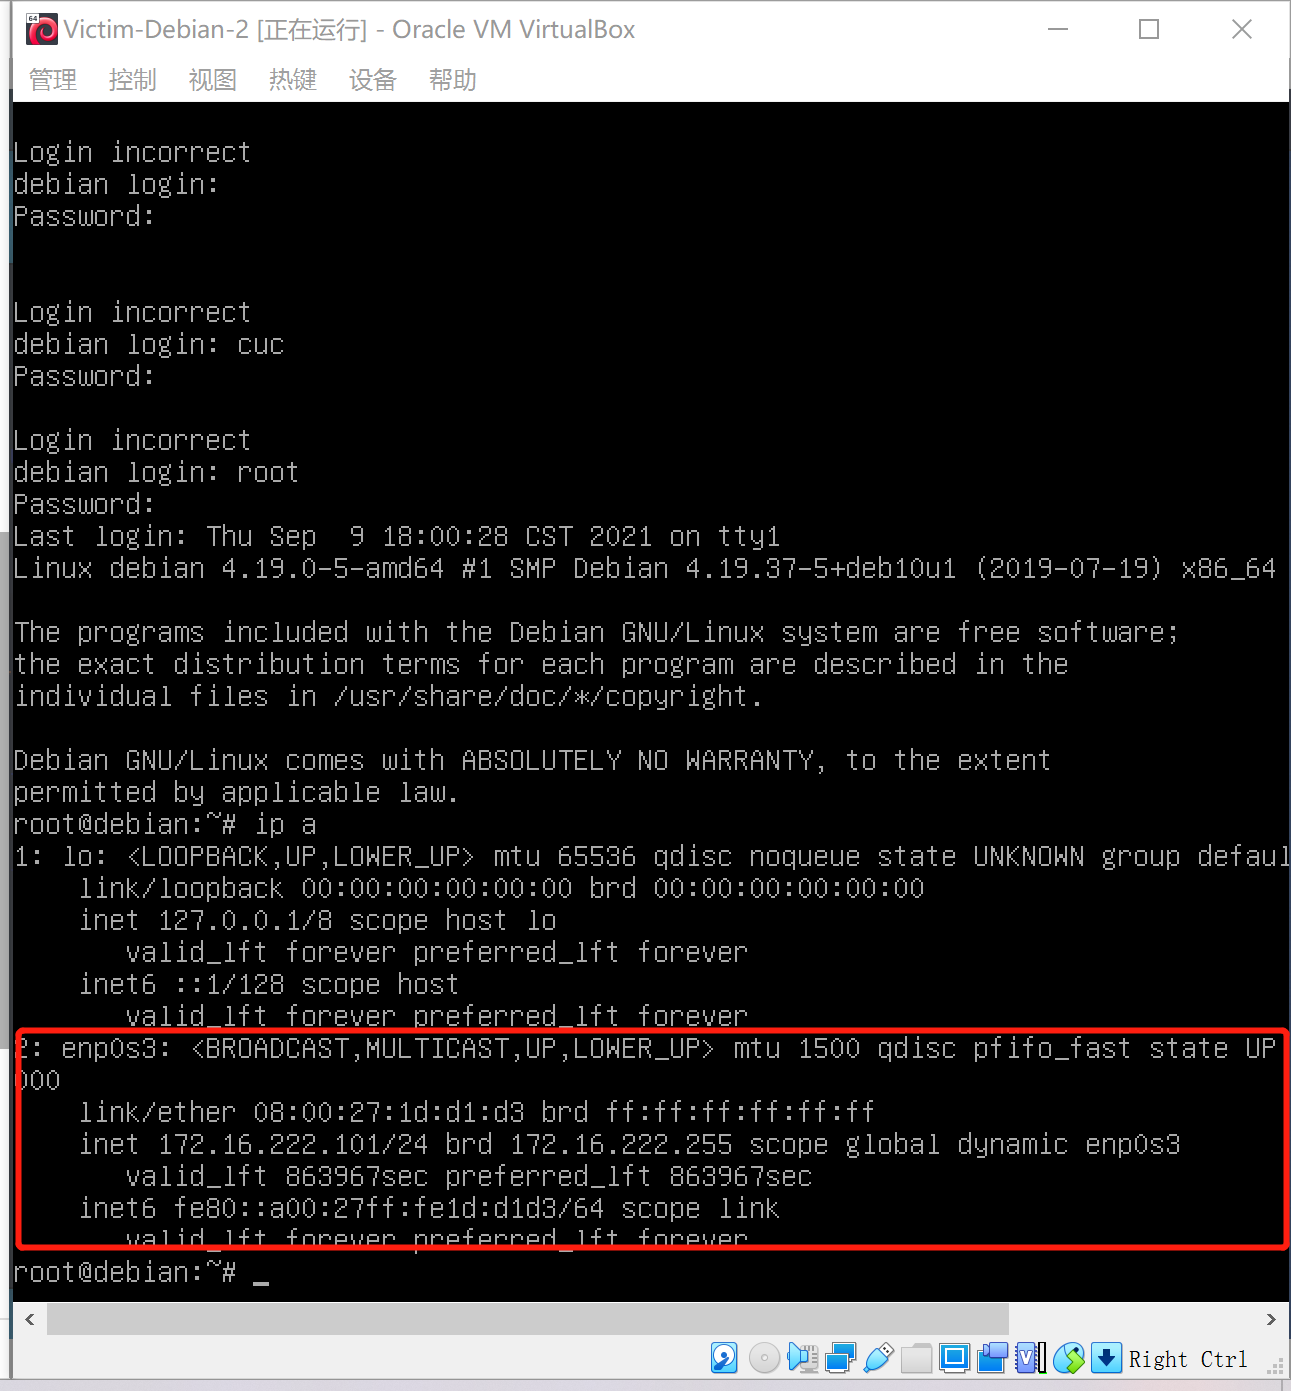 Victim-Debian-2 [正在运行] - Oracle VM VirtualBox
管理 控制 视图 热键 设备 帮助
Login incorrect
debian login:
Password:
Login incorrect
debian login: cuc
Password:
Login incorrect
debian login: root
Password:
Last login: Thu Sep  9 18:00:28 CST 2021 on tty1
Linux debian 4.19.0-5-amd64 #1 SMP Debian 4.19.37-5+deb10u1 (2019-07-19) x86_64
The programs included with the Debian GNU/Linux system are free software;
the exact distribution terms for each program are described in the
individual files in /usr/share/doc/*/copyright.
Debian GNU/Linux comes with ABSOLUTELY NO WARRANTY, to the extent
permitted by applicable law.
root@debian:~# ip a
1: lo: <LOOPBACK,UP,LOWER_UP> mtu 65536 qdisc noqueue state UNKNOWN group defaul
link/loopback 00:00:00:00:00:00 brd 00:00:00:00:00:00
inet 127.0.0.1/8 scope host lo
valid_lft forever preferred_lft forever
inet6 ::1/128 scope host
valid_lft forever preferred_lft forever
2: enp0s3: <BROADCAST,MULTICAST,UP,LOWER_UP> mtu 1500 qdisc pfifo_fast state UP
000
link/ether 08:00:27:1d:d1:d3 brd ff:ff:ff:ff:ff:ff
inet 172.16.222.101/24 brd 172.16.222.255 scope global dynamic enp0s3
valid_lft 863967sec preferred_lft 863967sec
inet6 fe80::a00:27ff:fe1d:d1d3/64 scope link
valid_lft forever preferred_lft forever
root@debian:~# _
Right Ctrl